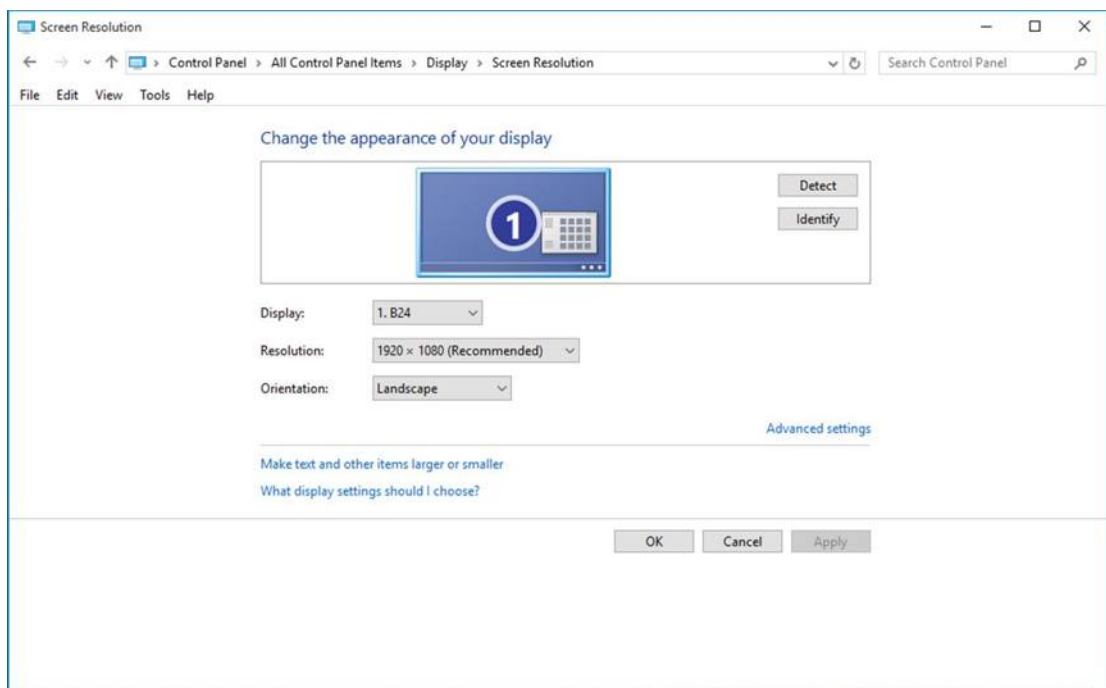 Screen Resolution
Control Panel > All Control Panel Items > Display > Screen Resolution
Search Control Panel
File Edit View Tools Help
Change the appearance of your display
1
Detect
Identify
Display: 1. B24
Resolution: 1920 × 1080 (Recommended)
Orientation: Landscape
Advanced settings
Make text and other items larger or smaller
What display settings should I choose?
OK Cancel Apply